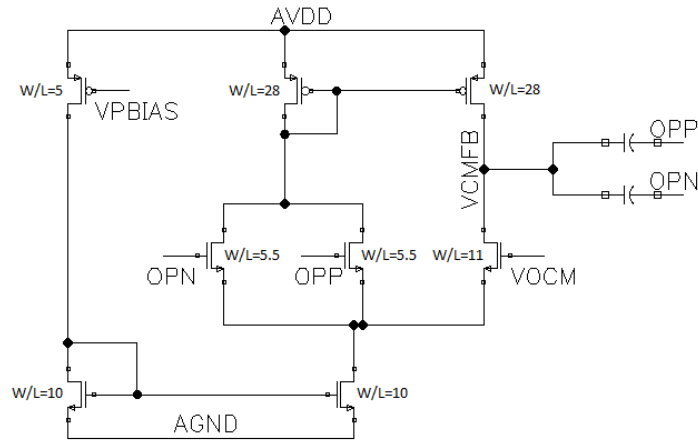 AVDD
W/L=5
VPBIAS
W/L=28
W/L=28
VCMFB
OPP
OPN
OPN
W/L=5.5
OPP
W/L=5.5
W/L=11
VOCM
W/L=10
AGND
W/L=10